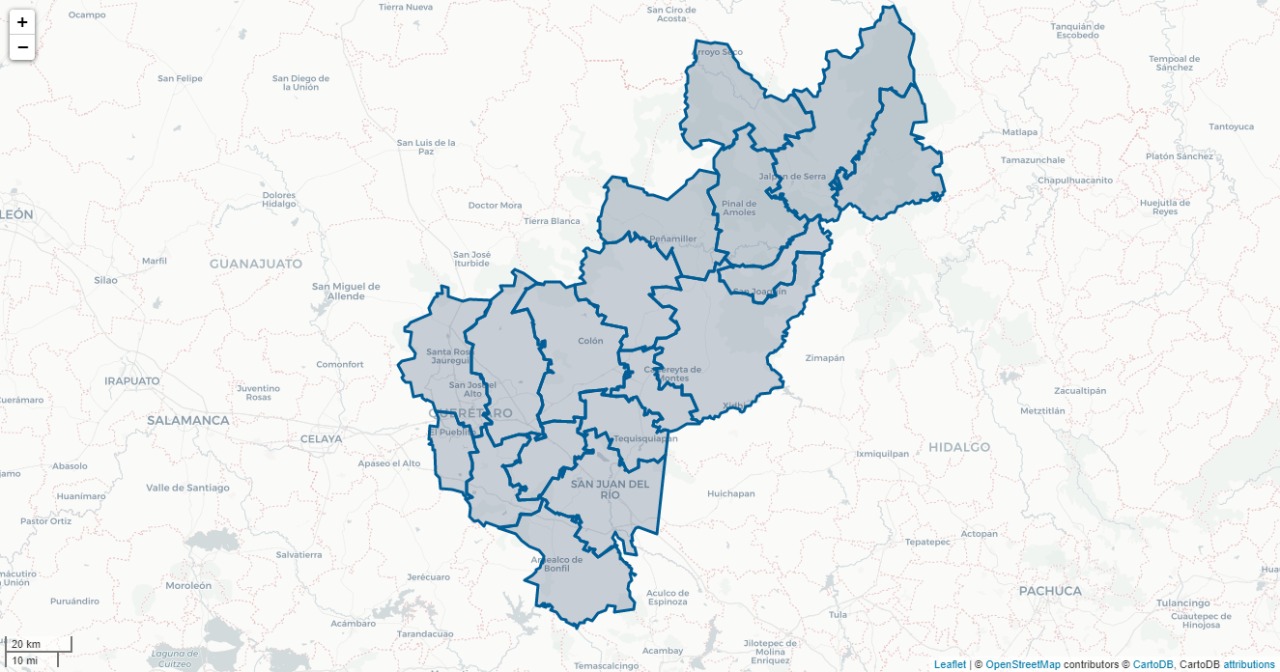 +
−
Ocampo
Tierra Nueva
San Ciro de
Acosta
Tanquián de
Escobedo
Arroyo Seco
Tempoal de
Sánchez
San Felipe
San Diego de
la Unión
Matlapa
Tantoyuca
San Luis de la
Paz
Tamazunchale
Platón Sánchez
Chapulhuacanito
Jalpan de Serra
Dolores
Hidalgo
Doctor Mora
Tierra Blanca
Pinal de
Amoles
Huejutla de
Reyes
LEÓN
Peñamiller
Marfil
GUANAJUATO
San José
Iturbide
Silao
San Miguel de
Allende
San Joaquín
Colón
Santa Rosa
Jauregui
Zimapán
Comonfort
Cadereyta de
Montes
IRAPUATO
Juventino
Rosas
San José el
Alto
Zacualtipán
Cuerámaro
Metztitlán
QUERÉTARO
SALAMANCA
El Pueblito
CELAYA
Tequisquiapan
HIDALGO
Ixmiquilpan
Abasolo
Apaseo el Alto
Huanímaro
Valle de Santiago
SAN JUAN DEL
RÍO
Huichapan
Pastor Ortiz
Actopan
Tepatepec
Salvatierra
Amealco de
Bonfil
Jerécuaro
Moroleón
Aculco de
Espinoza
PACHUCA
Puruándiro
Tulancingo
Cuautepec de
Hinojosa
Tula
Acámbaro
Tarandacuao
Jilotepec de
Molina
Enriquez
Acambay
Laguna de
Cuitzeo
Temascalcingo
20 km
10 mi
Leaflet | © OpenStreetMap contributors © CartoDB, CartoDB attributions